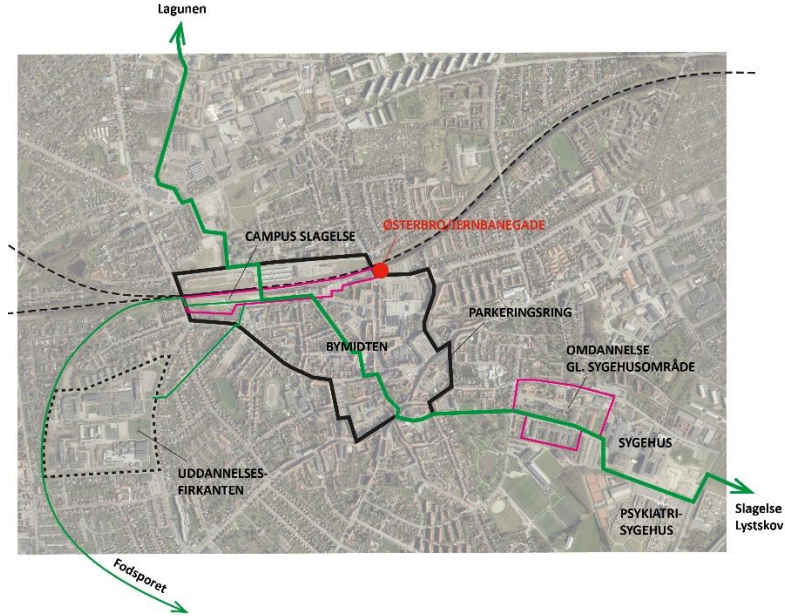 Lagunen
ØSTERBRO/JERNBANEGADE
CAMPUS SLAGELSE
PARKERINGSRING
BYMIDTEN
OMDANNELSE
GL. SYGEHUSOMRÅDE
SYGEHUS
UDDANNELSES-
FIRKANTEN
PSYKIATRI-
SYGEHUS
Slagelse
Lystskov
Fodsporet